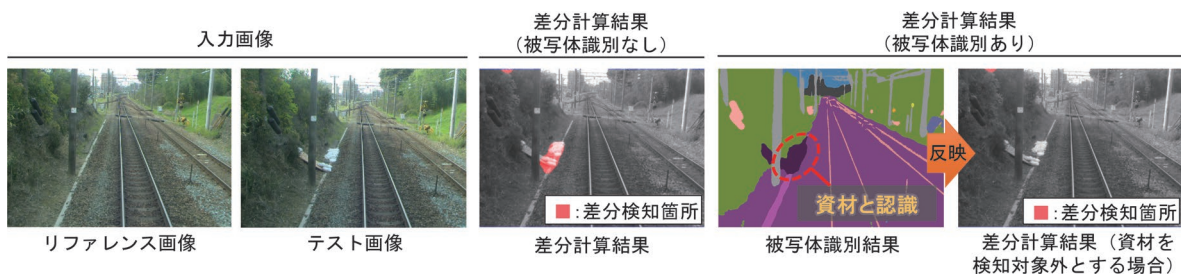 入力画像
差分計算結果
(被写体識別なし)
差分計算結果
(被写体識別あり)
資材と認識
反映
■:差分検知箇所
■:差分検知箇所
リファレンス画像
テスト画像
差分計算結果
被写体識別結果
差分計算結果(資材を
検知対象外とする場合)